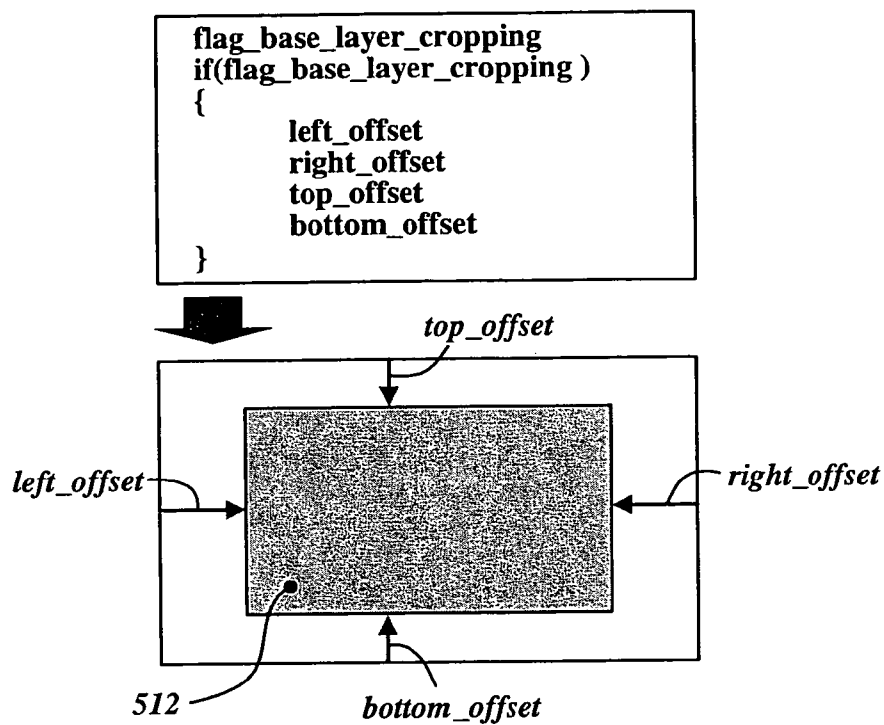 flag_base_layer_cropping
if(flag_base_layer_cropping )
{
left_offset
right_offset
top_offset
bottom_offset
}
top_offset
left_offset
right_offset
512
bottom_offset